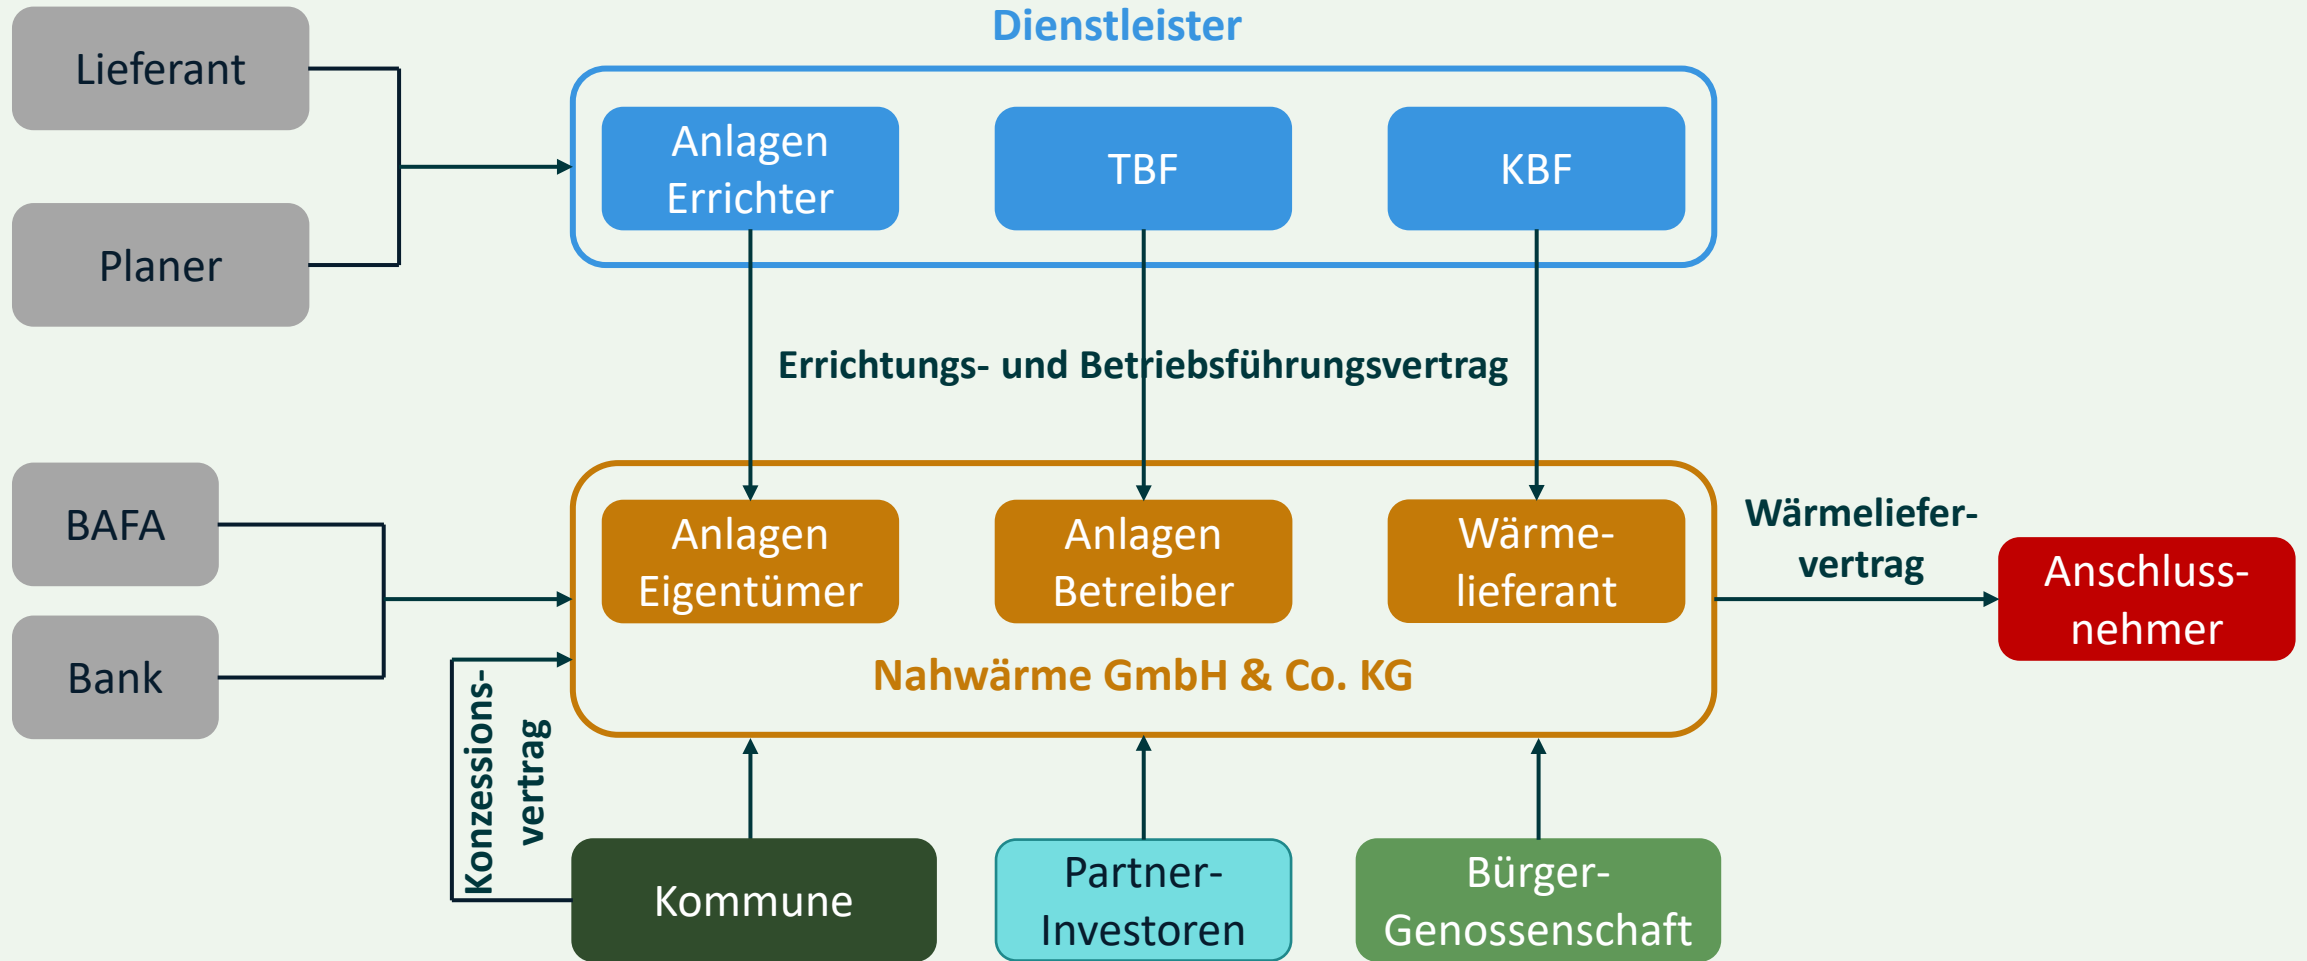 Dienstleister
Lieferant
Planer
Anlagen
Errichter
TBF
KBF
Errichtungs- und Betriebsführungsvertrag
BAFA
Bank
Anlagen
Eigentümer
Anlagen
Betreiber
Wärme-
lieferant
Nahwärme GmbH & Co. KG
Wärmeliefer-
vertrag
Anschluss-
nehmer
Konzessions-
vertrag
Kommune
Partner-
Investoren
Bürger-
Genossenschaft